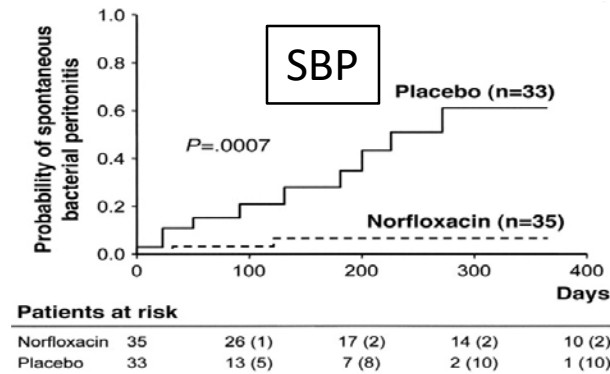 SBP
Probability of spontaneous
bacterial peritonitis
1.0
0.8
0.6
0.4
0.2
0.0
Placebo (n=33)
P=.0007
Norfloxacin (n=35)
0 100 200 300 400
Days
Patients at risk
Norfloxacin 35 26 (1) 17 (2) 14 (2) 10 (2)
Placebo 33 13 (5) 7 (8) 2 (10) 1 (10)